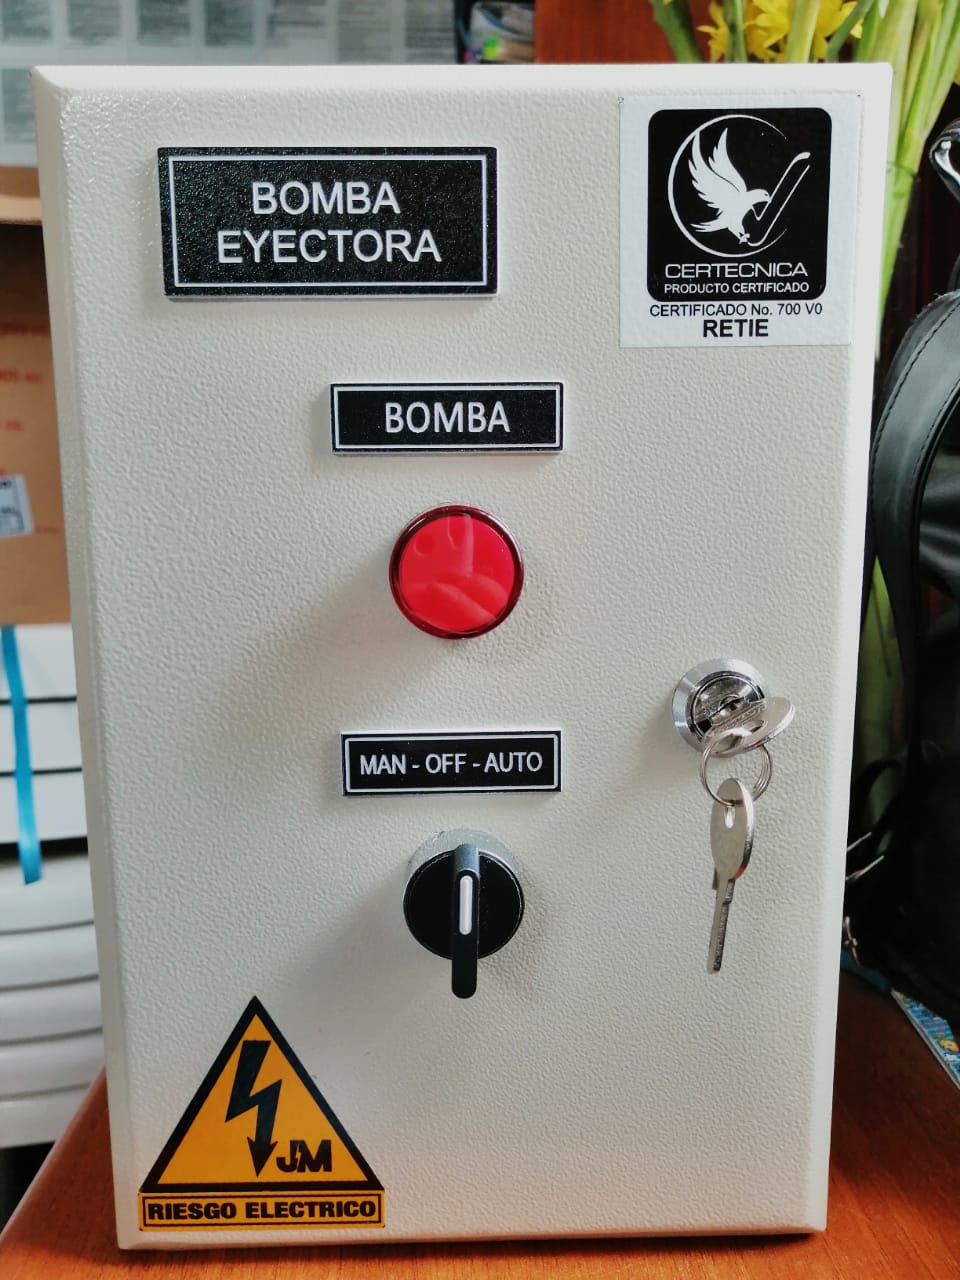 BOMBA
EYECTORA
CERTECNICA
PRODUCTO CERTIFICADO
CERTIFICADO No. 700 V0
RETIE
BOMBA
MAN - OFF - AUTO
JM
RIESGO ELECTRICO